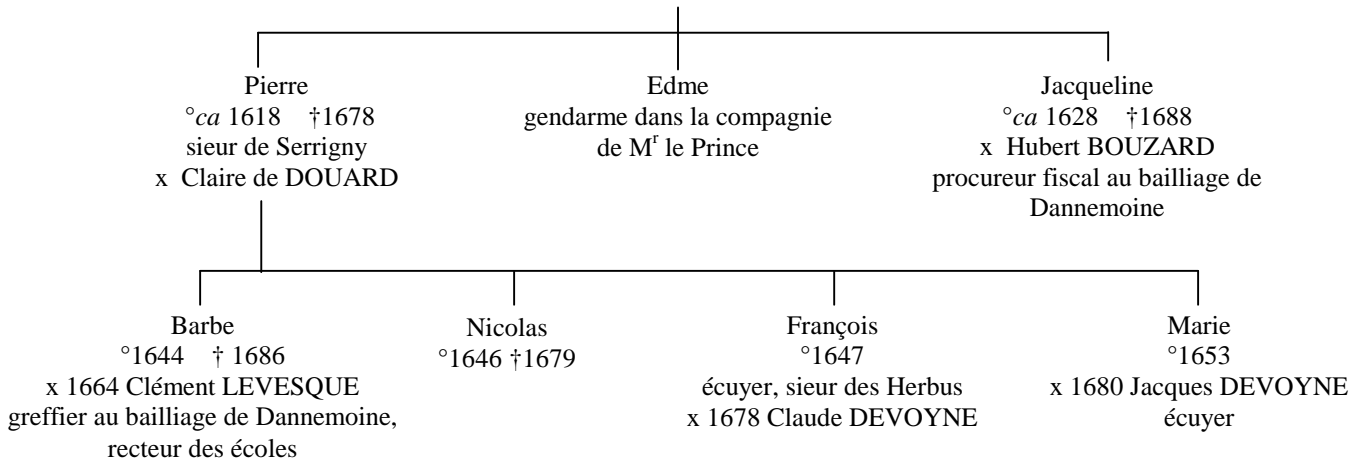 Pierre
°ca 1618 †1678
sieur de Serrigny
x Claire de DOUARD
Edme
gendarme dans la compagnie
de Mʳ le Prince
Jacqueline
°ca 1628 †1688
x Hubert BOUZARD
procureur fiscal au bailliage de
Dannemoine
Barbe
°1644 † 1686
x 1664 Clément LEVESQUE
greffier au bailliage de Dannemoine,
recteur des écoles
Nicolas
°1646 †1679
François
°1647
écuyer, sieur des Herbus
x 1678 Claude DEVOYNE
Marie
°1653
x 1680 Jacques DEVOYNE
écuyer